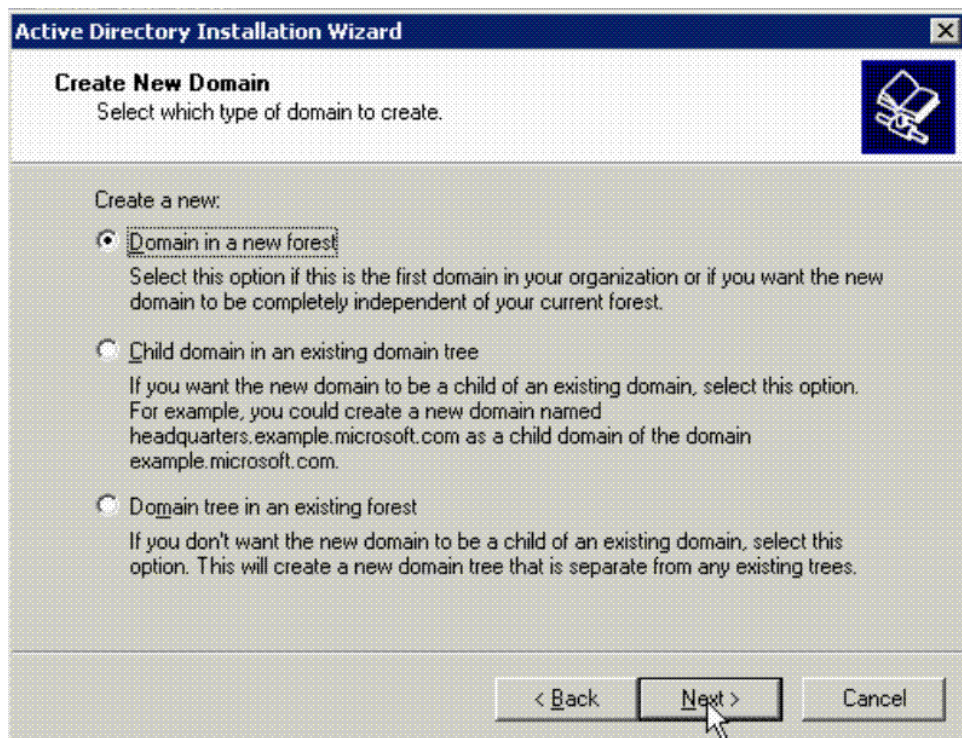 Active Directory Installation Wizard
Create New Domain
Select which type of domain to create.
Create a new:
Domain in a new forest
Select this option if this is the first domain in your organization or if you want the new
domain to be completely independent of your current forest.
Child domain in an existing domain tree
If you want the new domain to be a child of an existing domain, select this option.
For example, you could create a new domain named
headquarters.example.microsoft.com as a child domain of the domain
example.microsoft.com.
Domain tree in an existing forest
If you don't want the new domain to be a child of an existing domain, select this
option. This will create a new domain tree that is separate from any existing trees.
< Back
Next >
Cancel